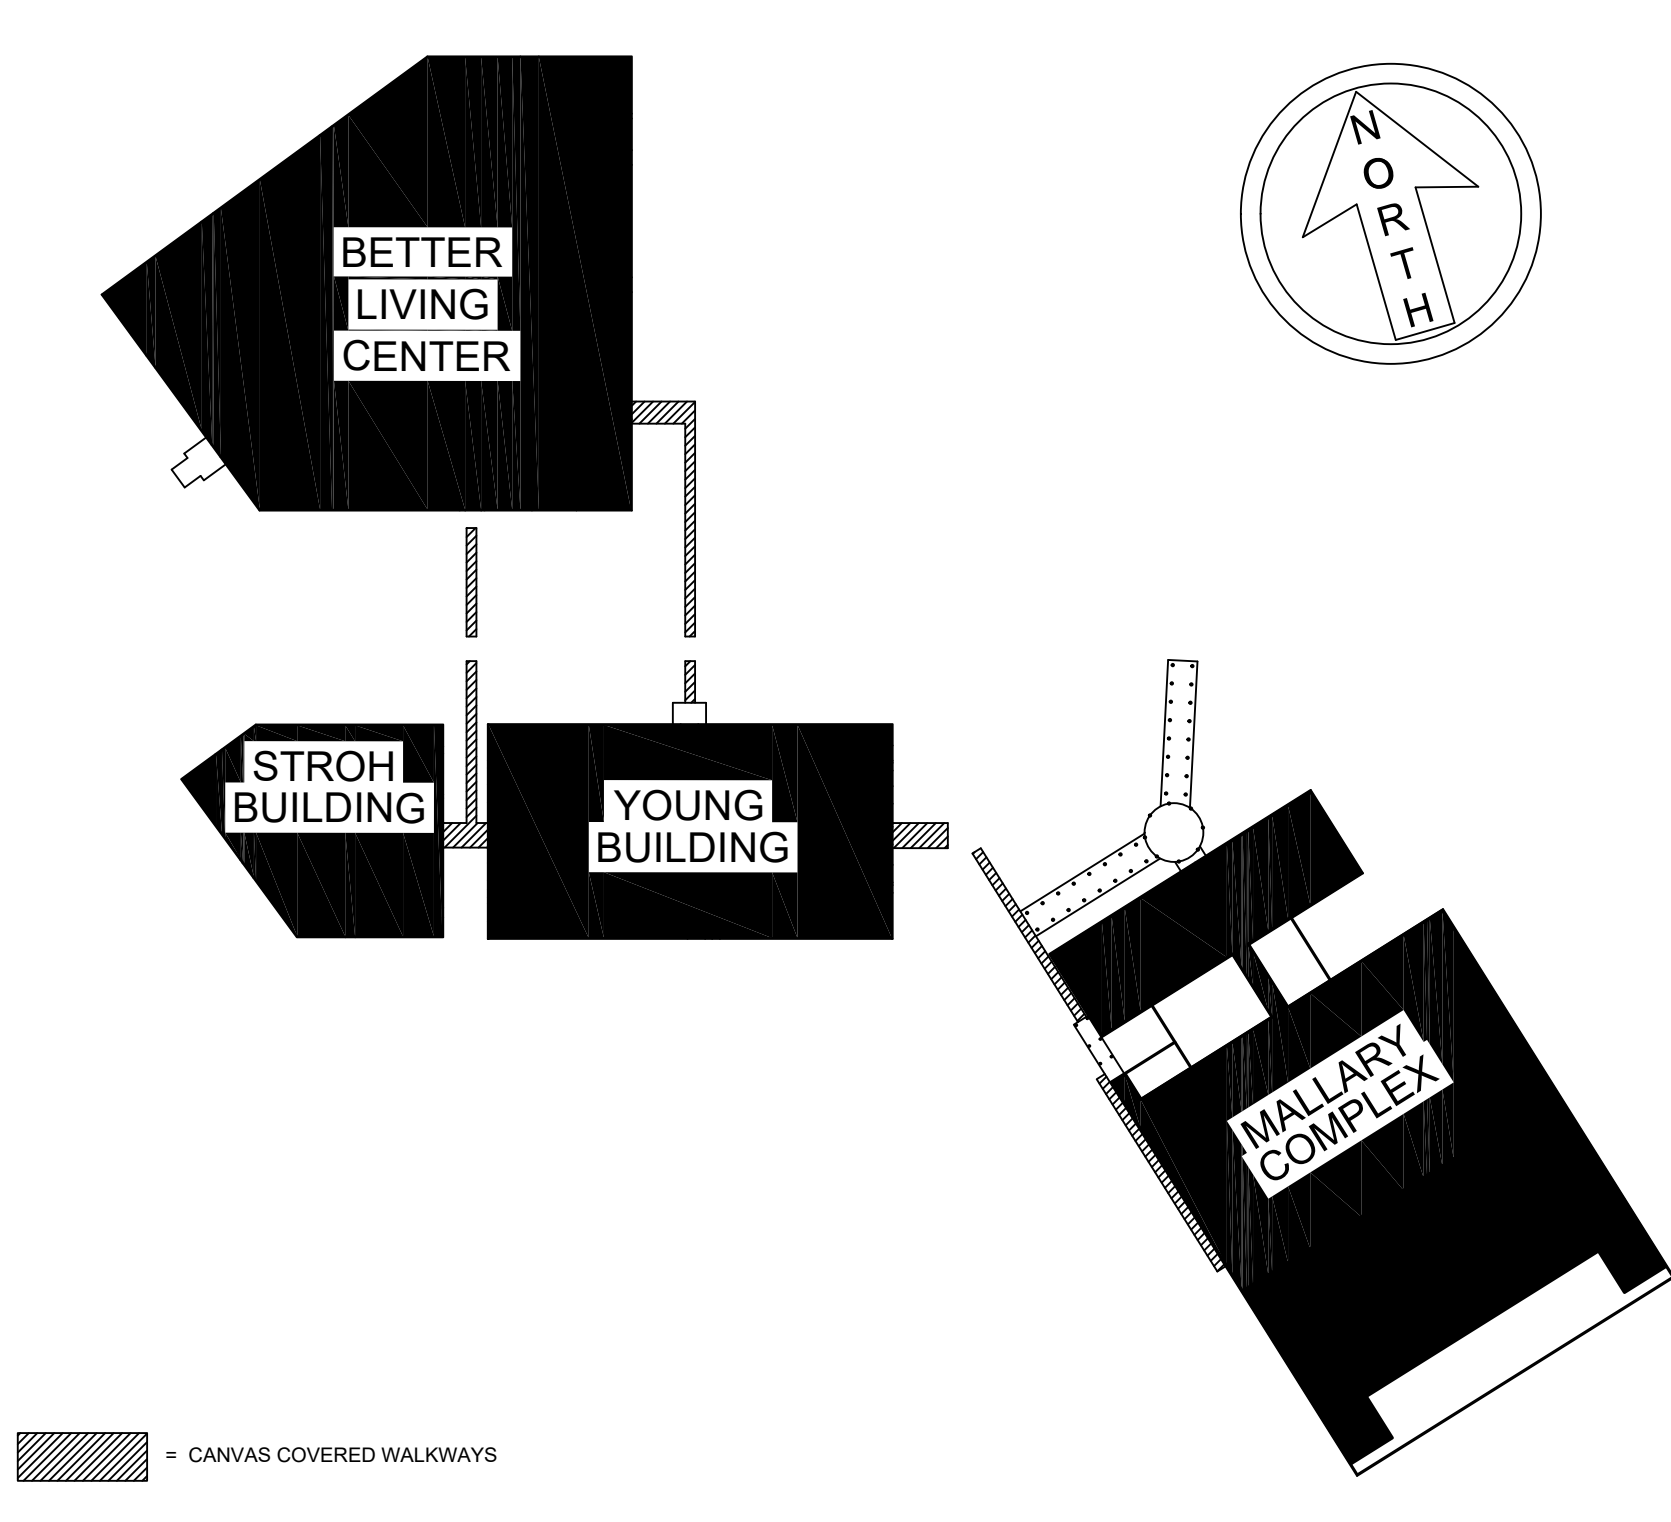 BETTER
LIVING
CENTER
N
O
R
T
H
STROH
BUILDING
YOUNG
BUILDING
MALLARY
COMPLEX
= CANVAS COVERED WALKWAYS